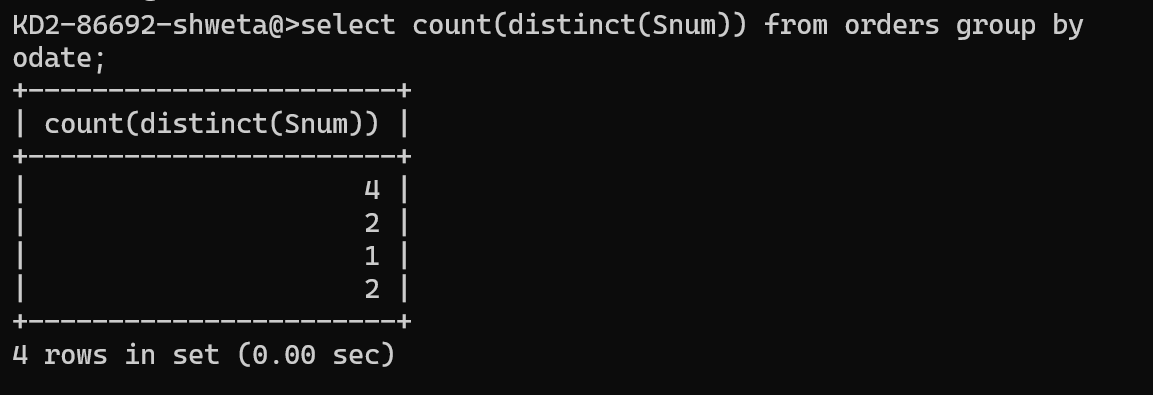 KD2-86692-shweta@>select count(distinct(Snum)) from orders group by
odate;
+-----------------------+
| count(distinct(Snum)) |
+-----------------------+
|                     4 |
|                     2 |
|                     1 |
|                     2 |
+-----------------------+
4 rows in set (0.00 sec)